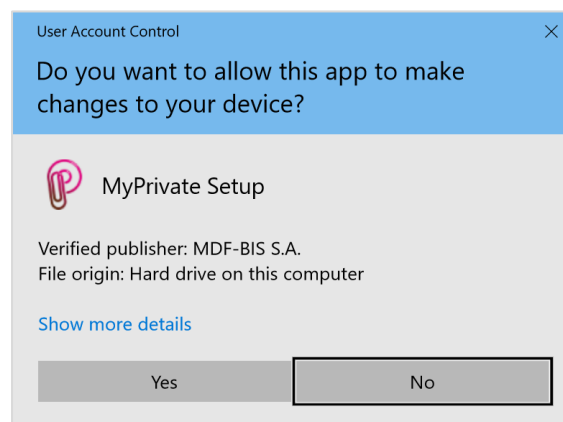 User Account Control
Do you want to allow this app to make
changes to your device?
MyPrivate Setup
Verified publisher: MDF-BIS S.A.
File origin: Hard drive on this computer
Show more details
Yes
No